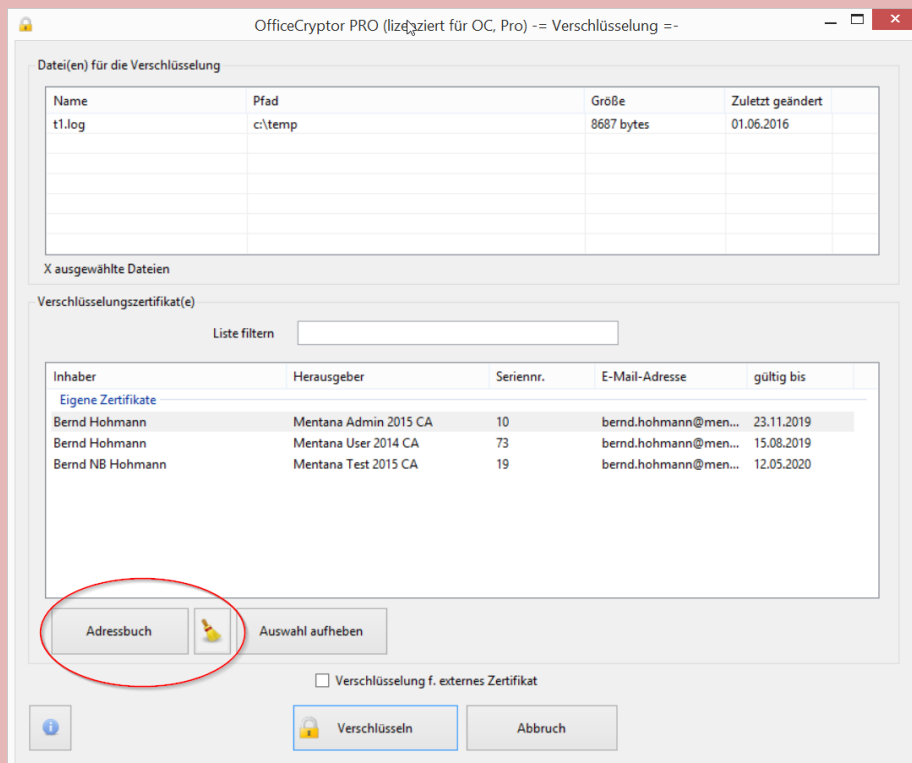 OfficeCryptor PRO (lizenziert für OC, Pro) -= Verschlüsselung =-
Datei(en) für die Verschlüsselung
Name Pfad Größe Zuletzt geändert
t1.log c:\temp 8687 bytes 01.06.2016
X ausgewählte Dateien
Verschlüsselungszertifikat(e)
Liste filtern
Inhaber Herausgeber Seriennr. E-Mail-Adresse gültig bis
Eigene Zertifikate
Bernd Hohmann Mentana Admin 2015 CA 10 bernd.hohmann@men... 23.11.2019
Bernd Hohmann Mentana User 2014 CA 73 bernd.hohmann@men... 15.08.2019
Bernd NB Hohmann Mentana Test 2015 CA 19 bernd.hohmann@men... 12.05.2020
Adressbuch Auswahl aufheben
Verschlüsselung f. externes Zertifikat
Verschlüsseln Abbruch